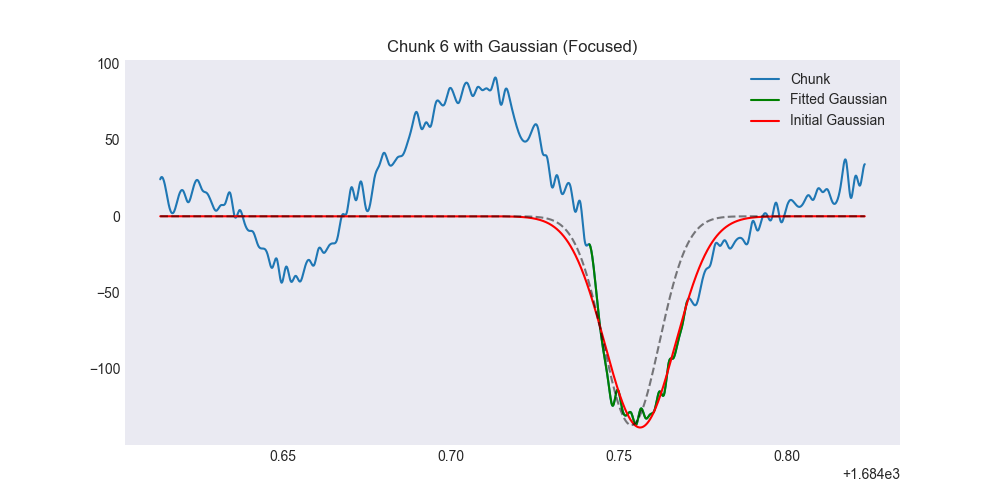 Chunk 6 with Gaussian (Focused)
100
50
0
−50
−100
Chunk
Fitted Gaussian
Initial Gaussian
0.65 0.70 0.75 0.80
+1.684e3